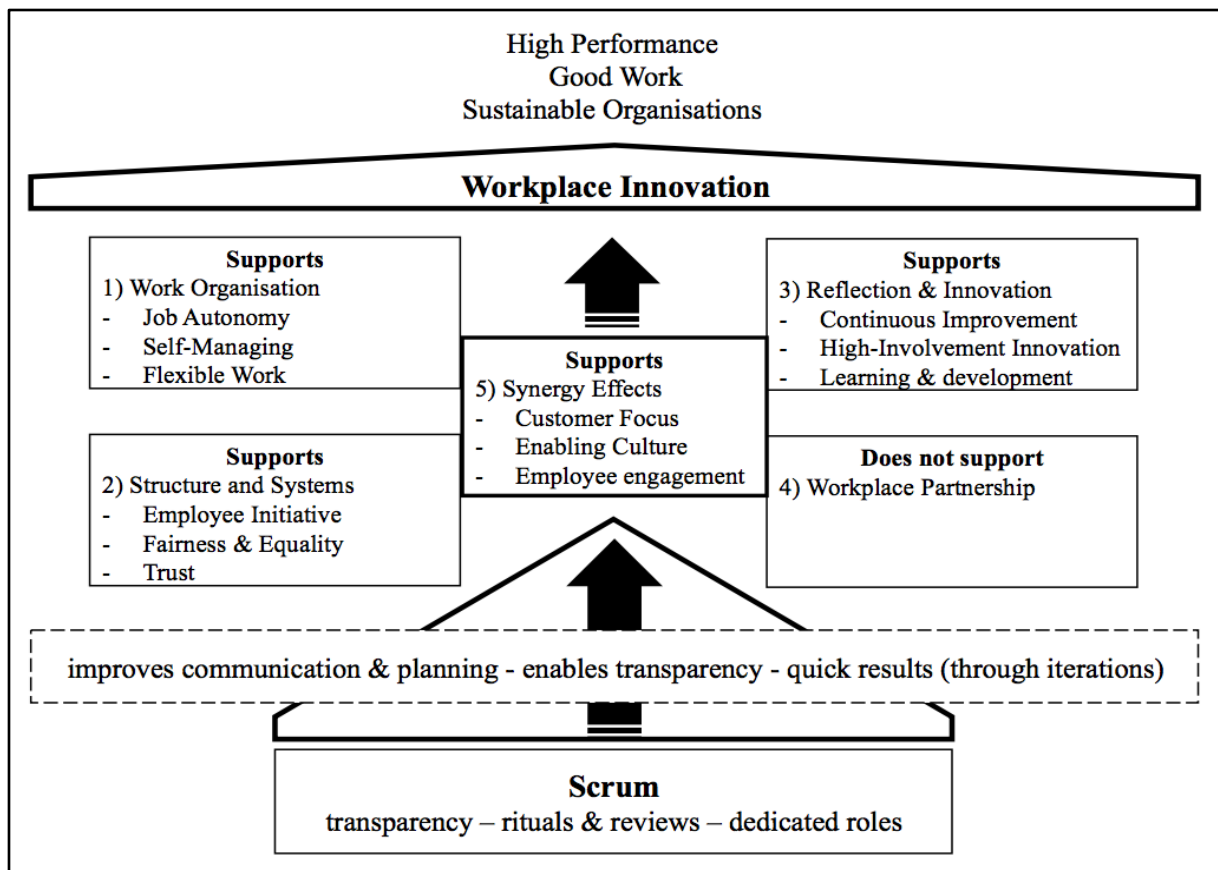 High Performance
Good Work
Sustainable Organisations
Workplace Innovation
Supports
1) Work Organisation
- Job Autonomy
- Self-Managing
- Flexible Work
Supports
3) Reflection & Innovation
- Continuous Improvement
- High-Involvement Innovation
- Learning & development
Supports
5) Synergy Effects
- Customer Focus
- Enabling Culture
- Employee engagement
Supports
2) Structure and Systems
- Employee Initiative
- Fairness & Equality
- Trust
Does not support
4) Workplace Partnership
improves communication & planning - enables transparency - quick results (through iterations)
Scrum
transparency – rituals & reviews – dedicated roles